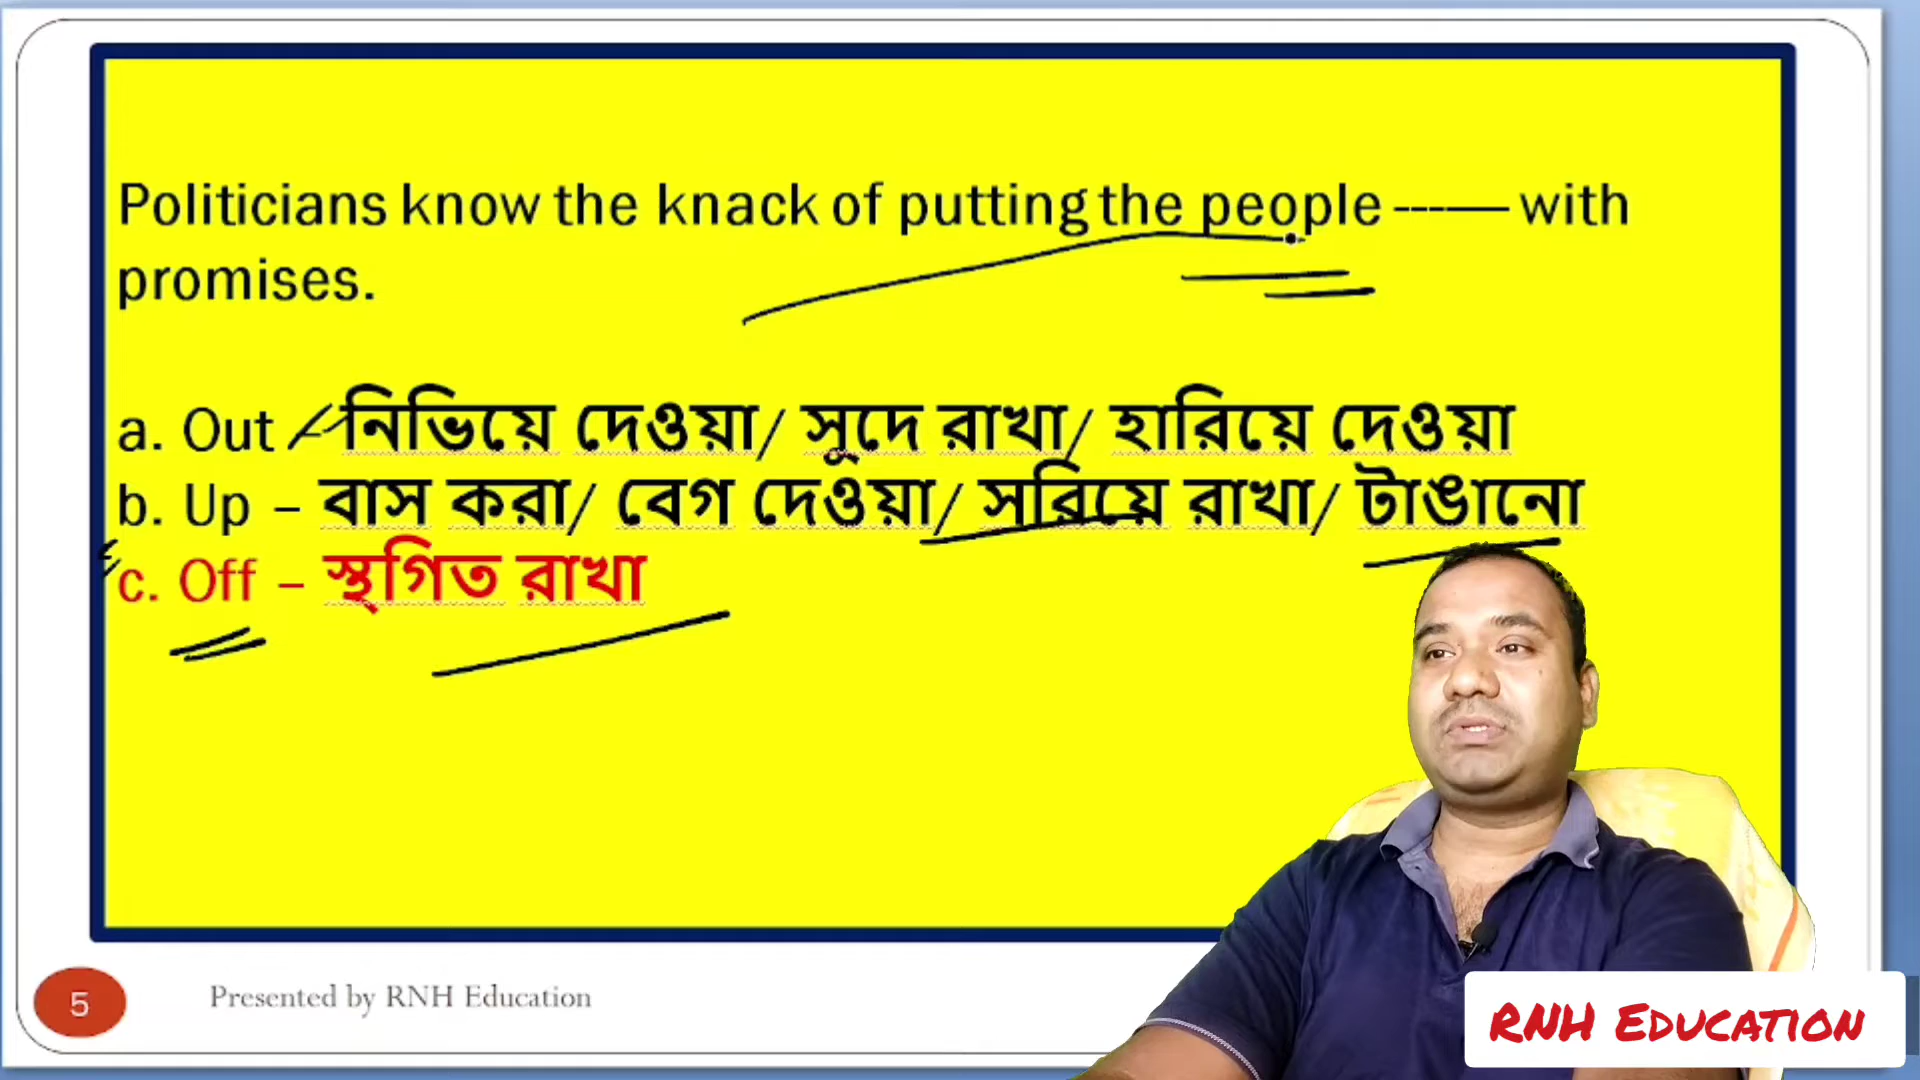 Politicians know the knack of putting the people ------ with
promises.
a. Out – নিভিয়ে দেওয়া/ সুদে রাখা/ হারিয়ে দেওয়া
b. Up – বাস করা/ বেগ দেওয়া/ সরিয়ে রাখা/ টাঙানো
c. Off – স্থগিত রাখা
5
Presented by RNH Education
RNH Education